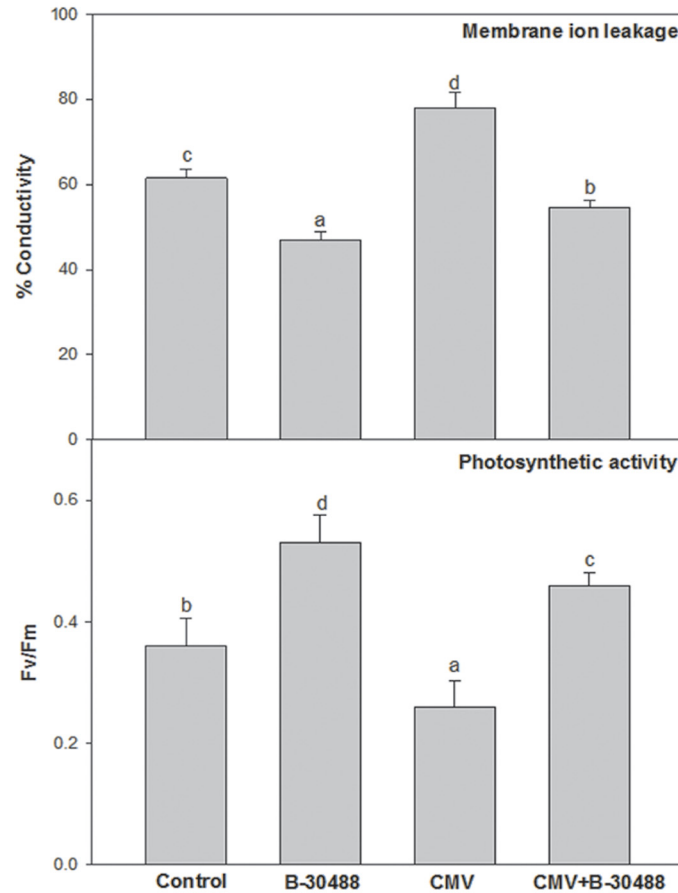 100
Membrane ion leakage
d
80
c
60
b
a
% Conductivity
40
20
0
Photosynthetic activity
0.6
d
c
b
0.4
a
Fv/Fm
0.2
0.0
Control B-30488 CMV CMV+B-30488